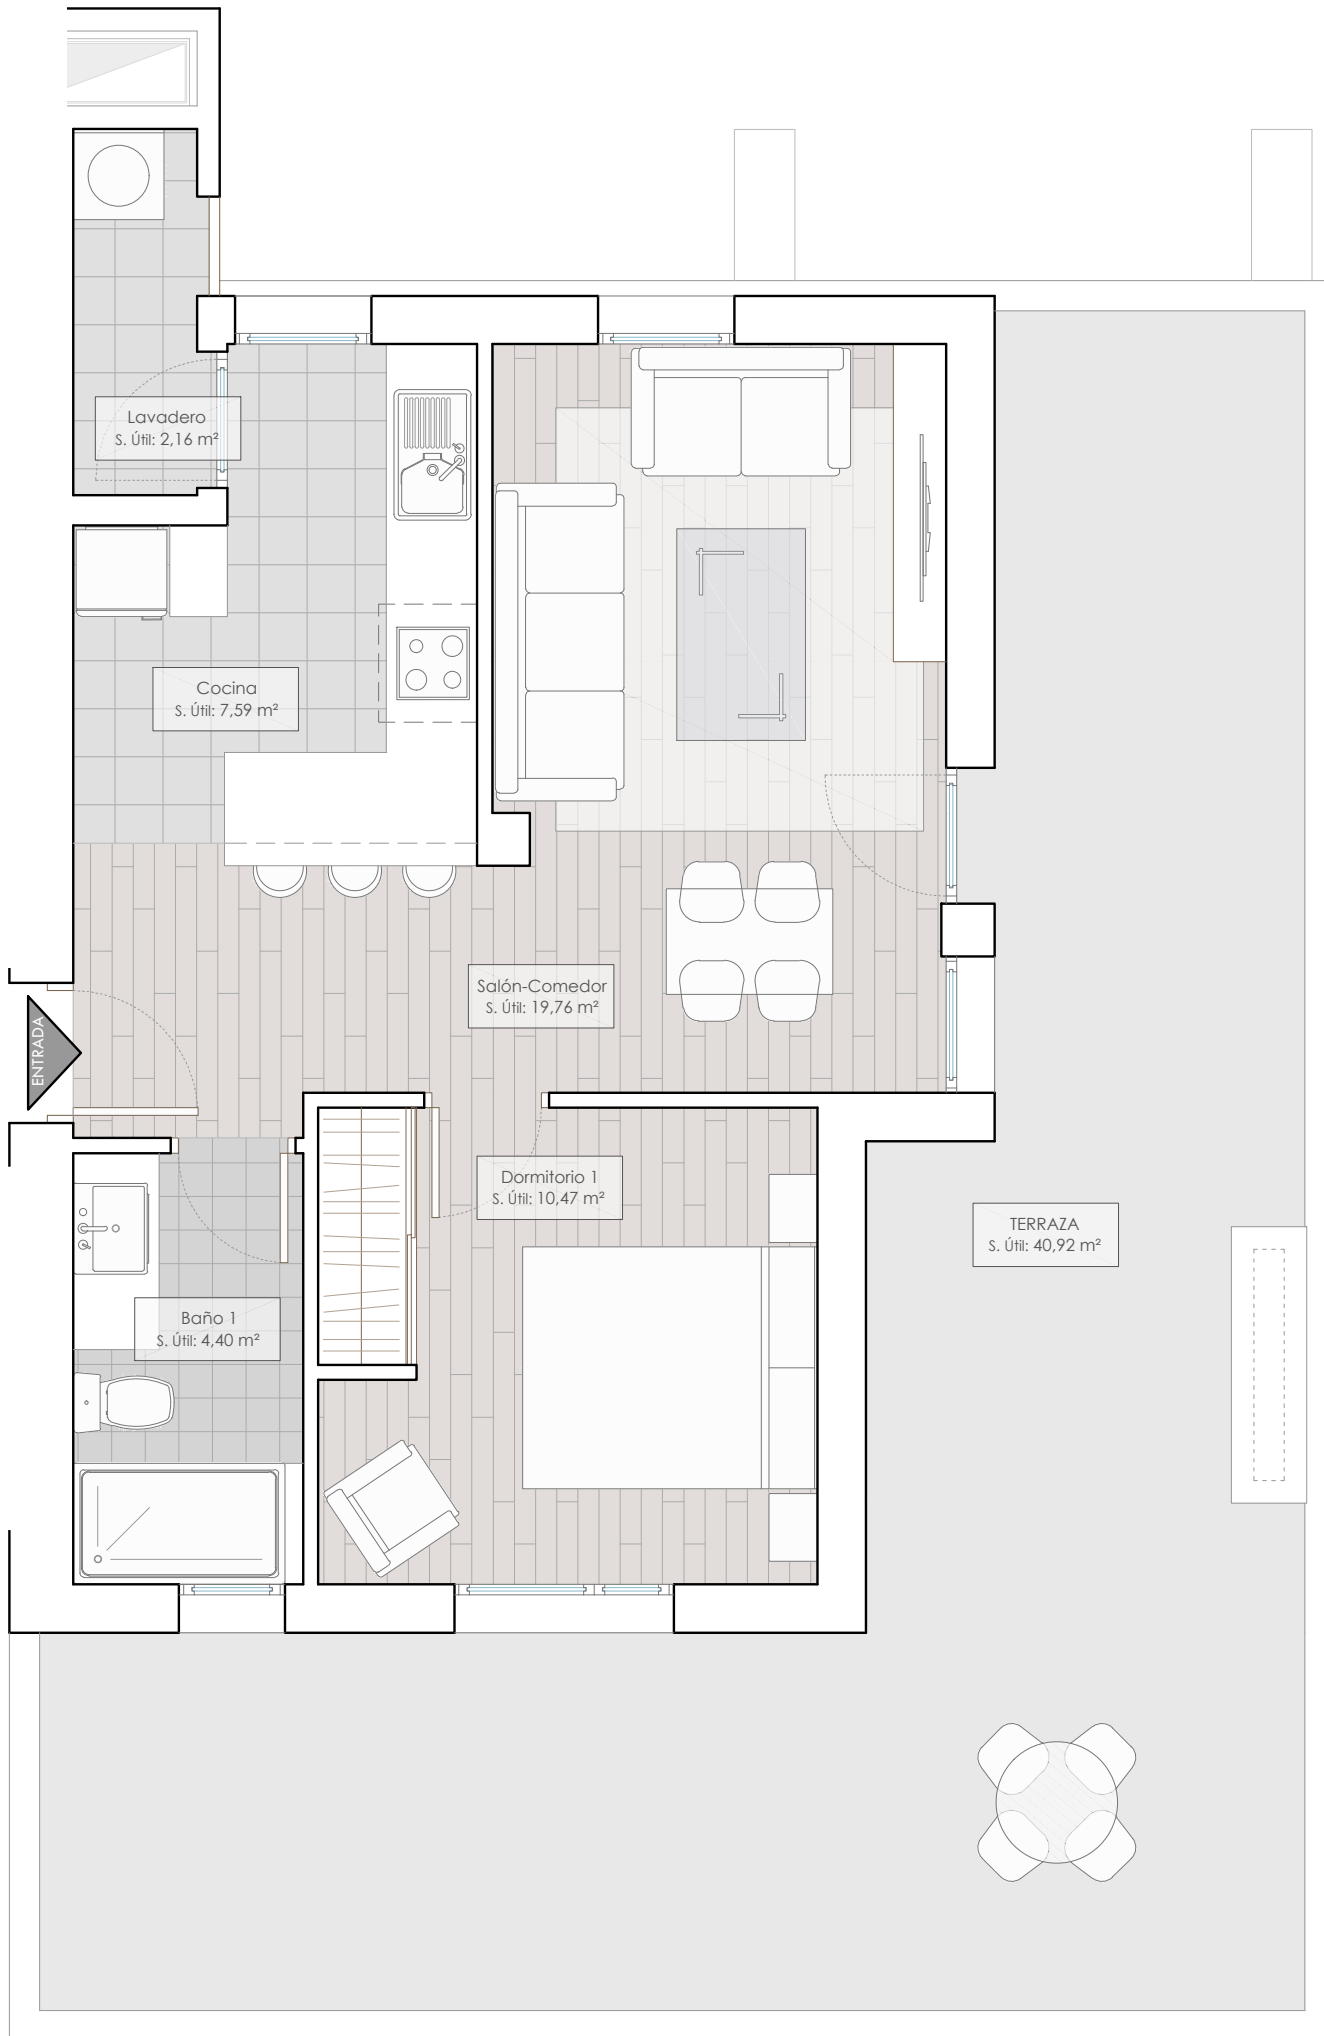 Lavadero
S. Útil: 2,16 m²
Cocina
S. Útil: 7,59 m²
Salón-Comedor
S. Útil: 19,76 m²
ENTRADA
Dormitorio 1
S. Útil: 10,47 m²
TERRAZA
S. Útil: 40,92 m²
Baño 1
S. Útil: 4,40 m²